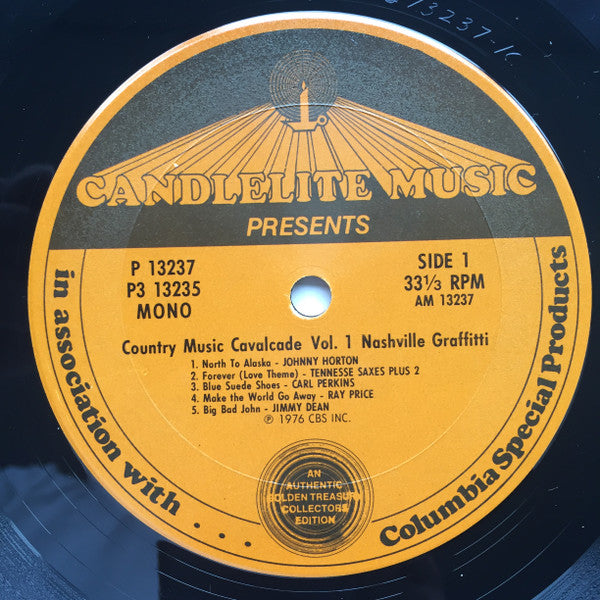 13237-1C
CANDLELITE MUSIC
PRESENTS
P 13237
P3 13235
MONO
SIDE 1
33⅓ RPM
AM 13237
Country Music Cavalcade Vol. 1 Nashville Graffitti
1. North To Alaska - JOHNNY HORTON
2. Forever (Love Theme) - TENNESSE SAXES PLUS 2
3. Blue Suede Shoes - CARL PERKINS
4. Make the World Go Away - RAY PRICE
5. Big Bad John - JIMMY DEAN
℗ 1976 CBS INC.
in association with . . . Columbia Special Products
AN
AUTHENTIC
GOLDEN TREASURY
COLLECTORS
EDITION